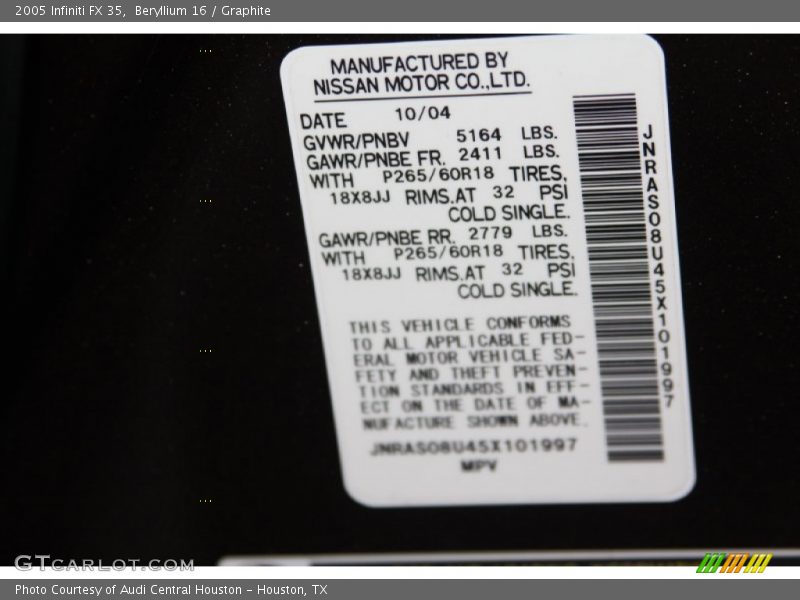 2005 Infiniti FX 35,  Beryllium 16 / Graphite
MANUFACTURED BY
NISSAN MOTOR CO.,LTD.
DATE 10/04
GVWR/PNBV 5164 LBS.
GAWR/PNBE FR. 2411 LBS.
WITH P265/60R18 TIRES,
18X8JJ RIMS.AT 32 PSI
COLD SINGLE.
GAWR/PNBE RR. 2779 LBS.
WITH P265/60R18 TIRES,
18X8JJ RIMS.AT 32 PSI
COLD SINGLE.
THIS VEHICLE CONFORMS
TO ALL APPLICABLE FED-
ERAL MOTOR VEHICLE SA-
FETY AND THEFT PREVEN-
TION STANDARDS IN EFF-
ECT ON THE DATE OF MA-
NUFACTURE SHOWN ABOVE.
JNRAS08U45X101997
MPV
JNRAS08U45X101997
GTCARLOT.COM
Photo Courtesy of Audi Central Houston - Houston, TX